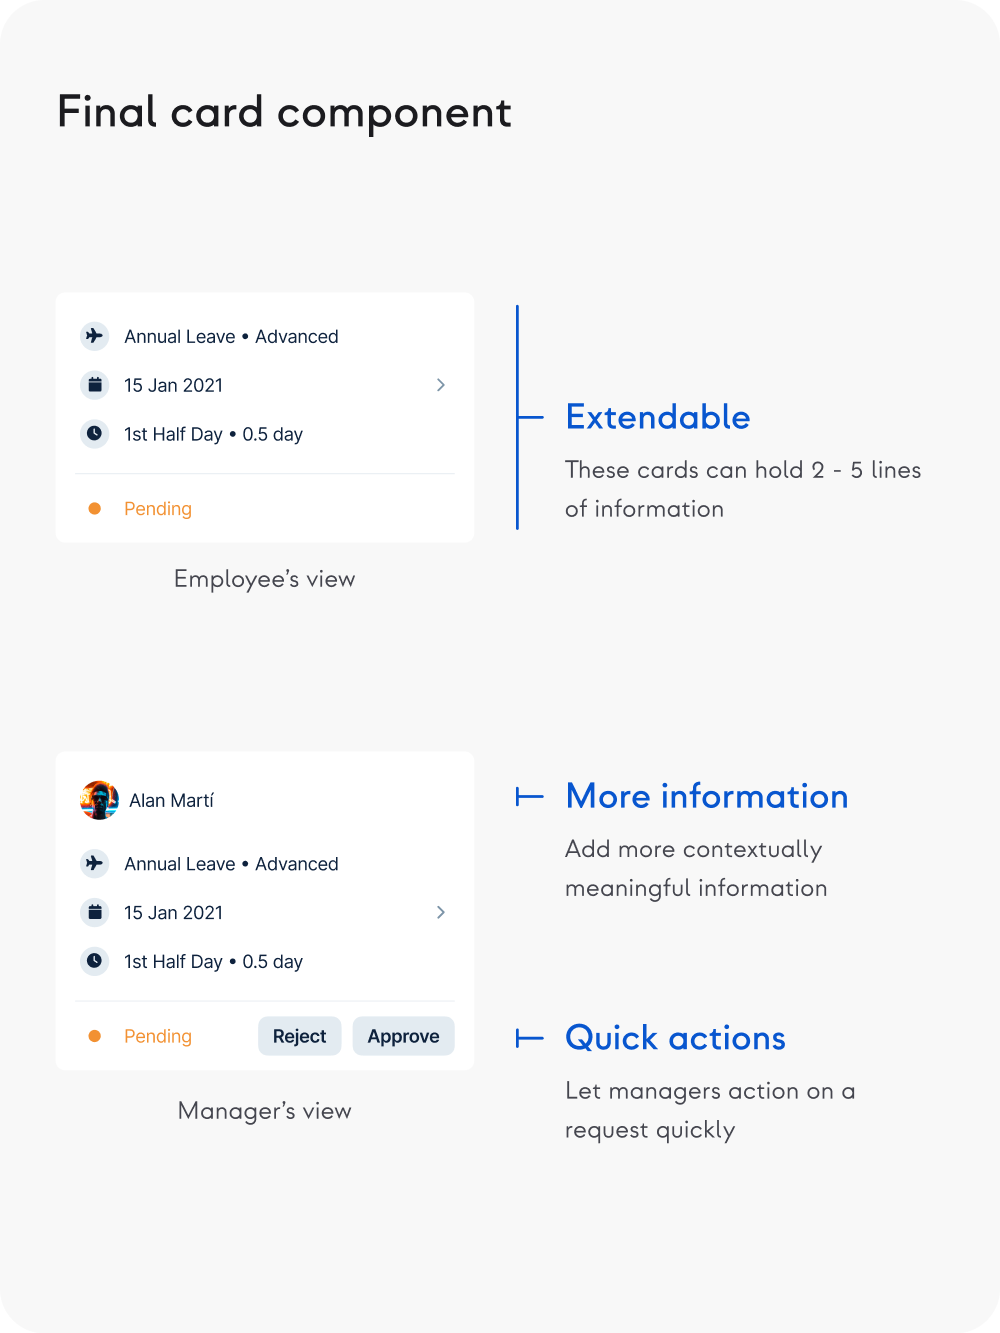 Final card component
Annual Leave • Advanced
15 Jan 2021
1st Half Day • 0.5 day
Pending
Employee’s view
Extendable
These cards can hold 2 - 5 lines
of information
Alan Martí
Annual Leave • Advanced
15 Jan 2021
1st Half Day • 0.5 day
Pending
Reject
Approve
Manager’s view
More information
Add more contextually
meaningful information
Quick actions
Let managers action on a
request quickly